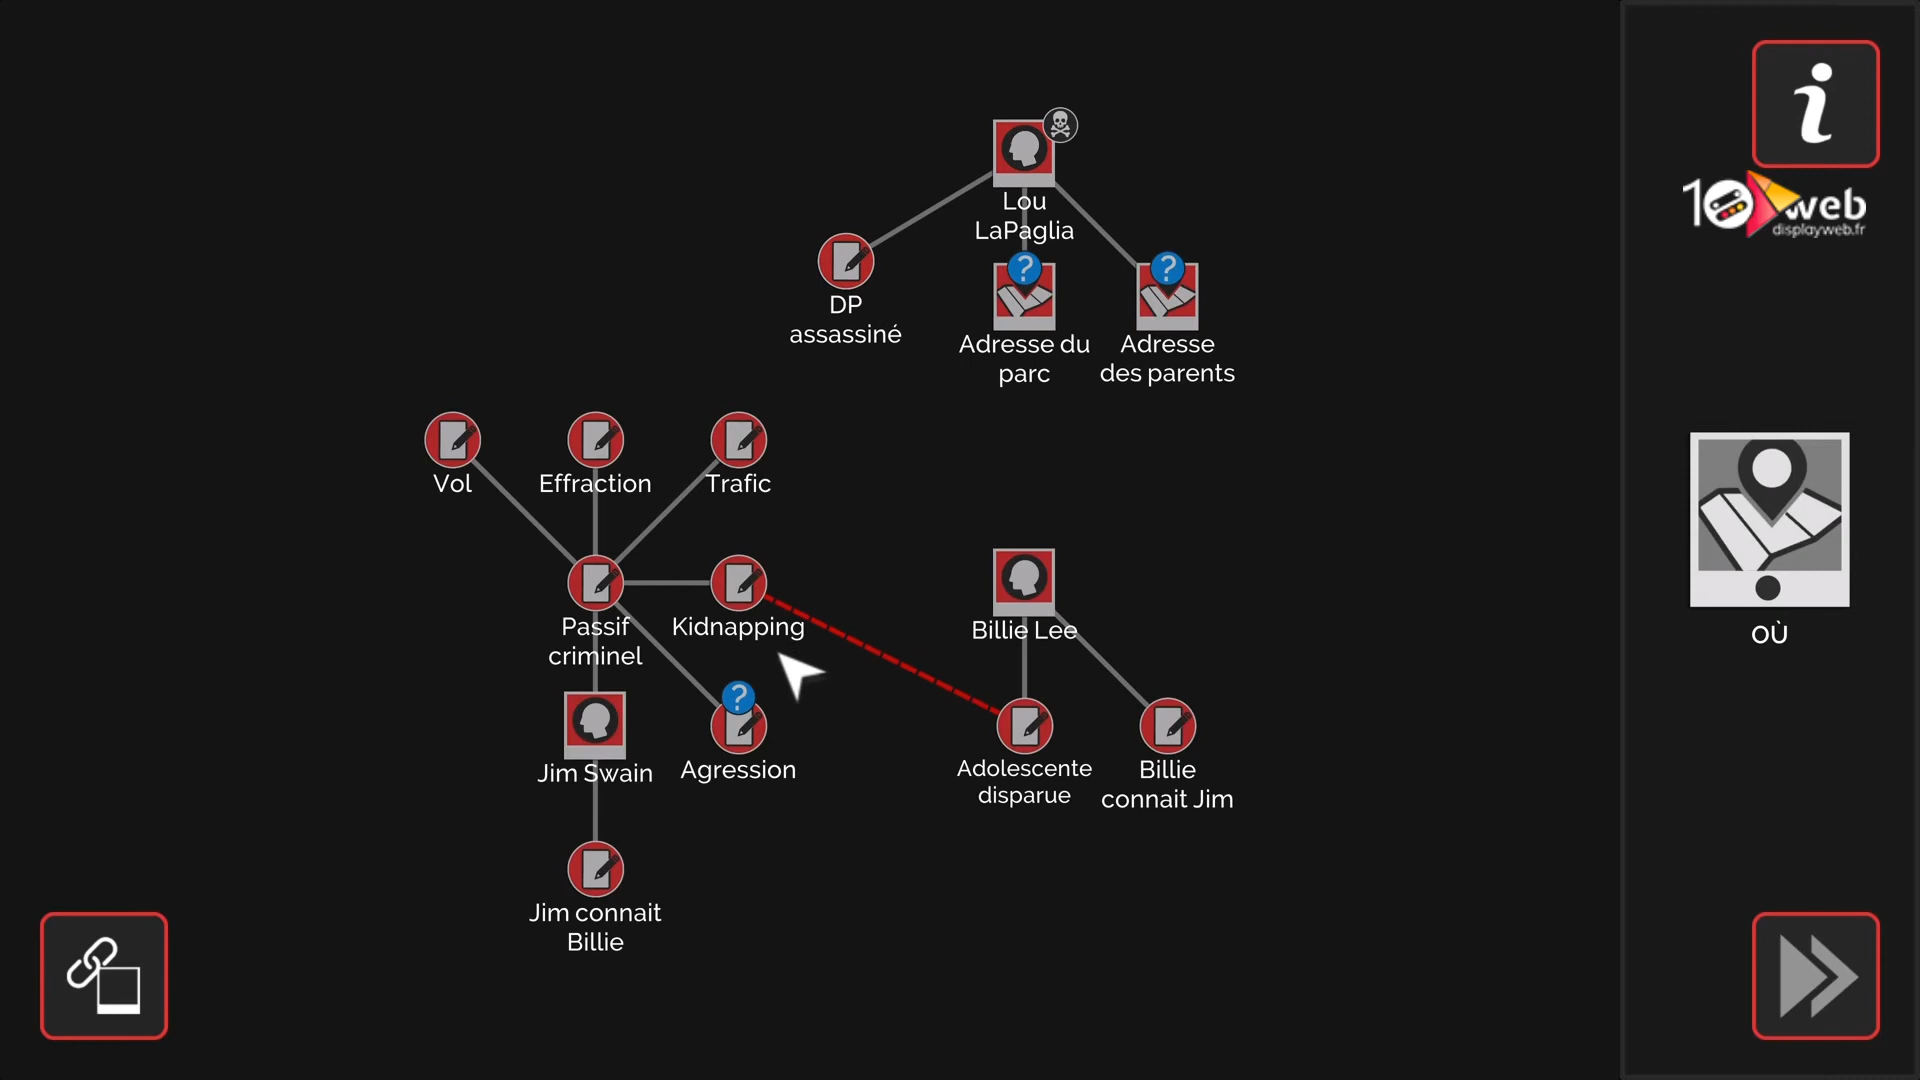 10 web
displayweb.fr
Lou
LaPaglia
DP
assassiné
?
Adresse du
parc
?
Adresse
des parents
Vol
Effraction
Trafic
Passif
criminel
Kidnapping
Billie Lee
OÙ
Jim Swain
?
Agression
Adolescente
disparue
Billie
connait Jim
Jim connait
Billie
i